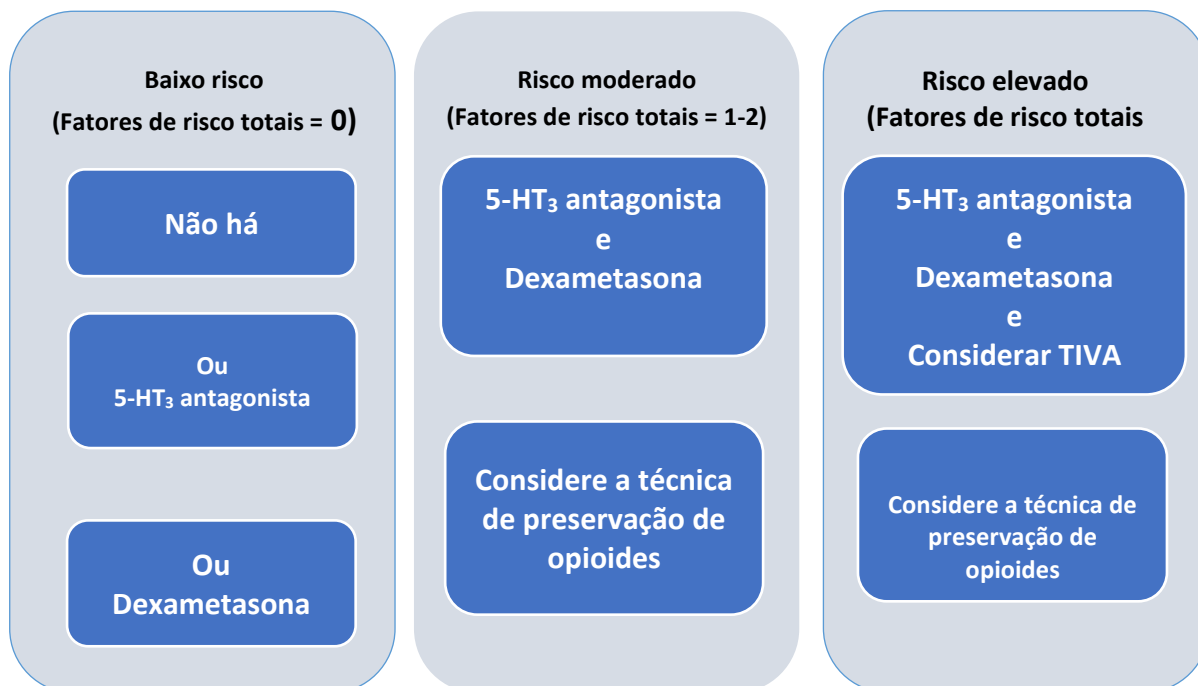 Baixo risco
(Fatores de risco totais = 0)
Não há
Ou
5-HT₃ antagonista
Ou
Dexametasona
Risco moderado
(Fatores de risco totais = 1-2)
5-HT₃ antagonista
e
Dexametasona
Considere a técnica
de preservação de
opioides
Risco elevado
(Fatores de risco totais
5-HT₃ antagonista
e
Dexametasona
e
Considerar TIVA
Considere a técnica de
preservação de
opioides